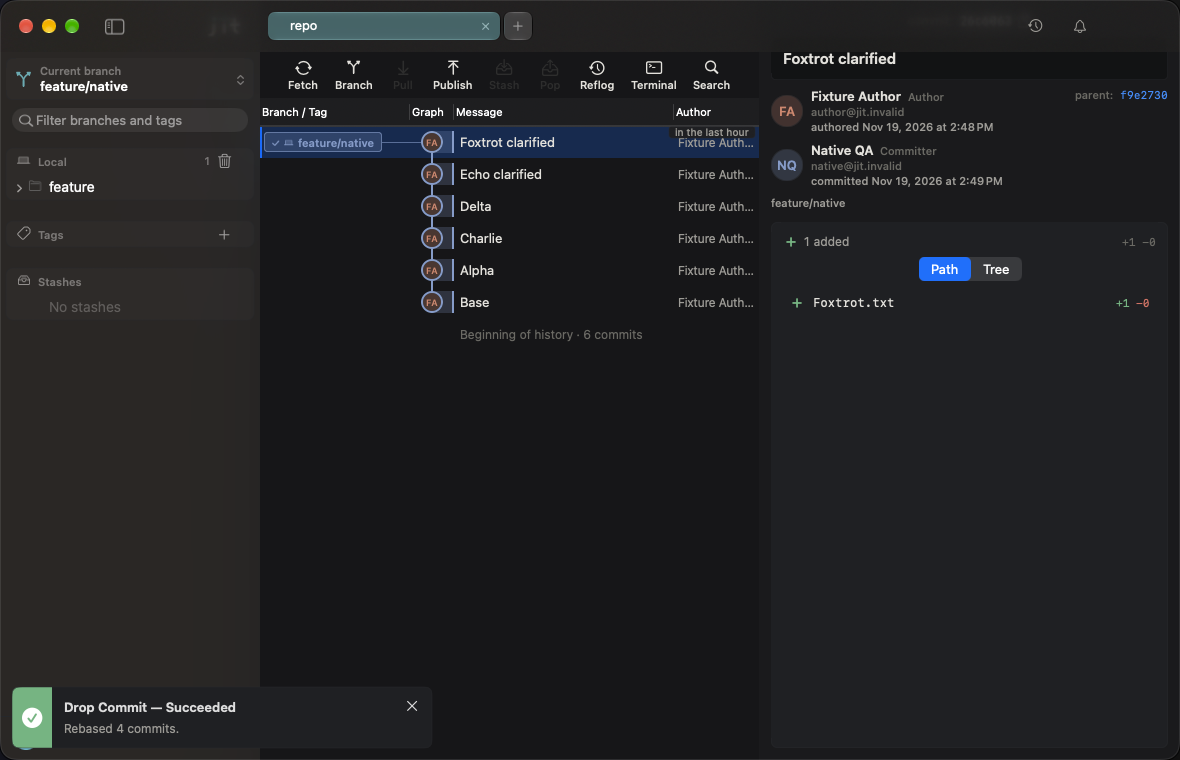 repo
Current branch
feature/native
Filter branches and tags
Local 1
feature
Tags
Stashes
No stashes
Fetch Branch Pull Publish Stash Pop Reflog Terminal Search
Branch / Tag Graph Message Author
in the last hour
feature/native FA Foxtrot clarified Fixture Auth…
FA Echo clarified Fixture Auth…
FA Delta Fixture Auth…
FA Charlie Fixture Auth…
FA Alpha Fixture Auth…
FA Base Fixture Auth…
Beginning of history · 6 commits
Foxtrot clarified
FA Fixture Author Author parent: f9e2730
author@jit.invalid
authored Nov 19, 2026 at 2:48 PM
NQ Native QA Committer
native@jit.invalid
committed Nov 19, 2026 at 2:49 PM
feature/native
+ 1 added +1 −0
Path Tree
+ Foxtrot.txt +1 −0
Drop Commit — Succeeded
Rebased 4 commits.